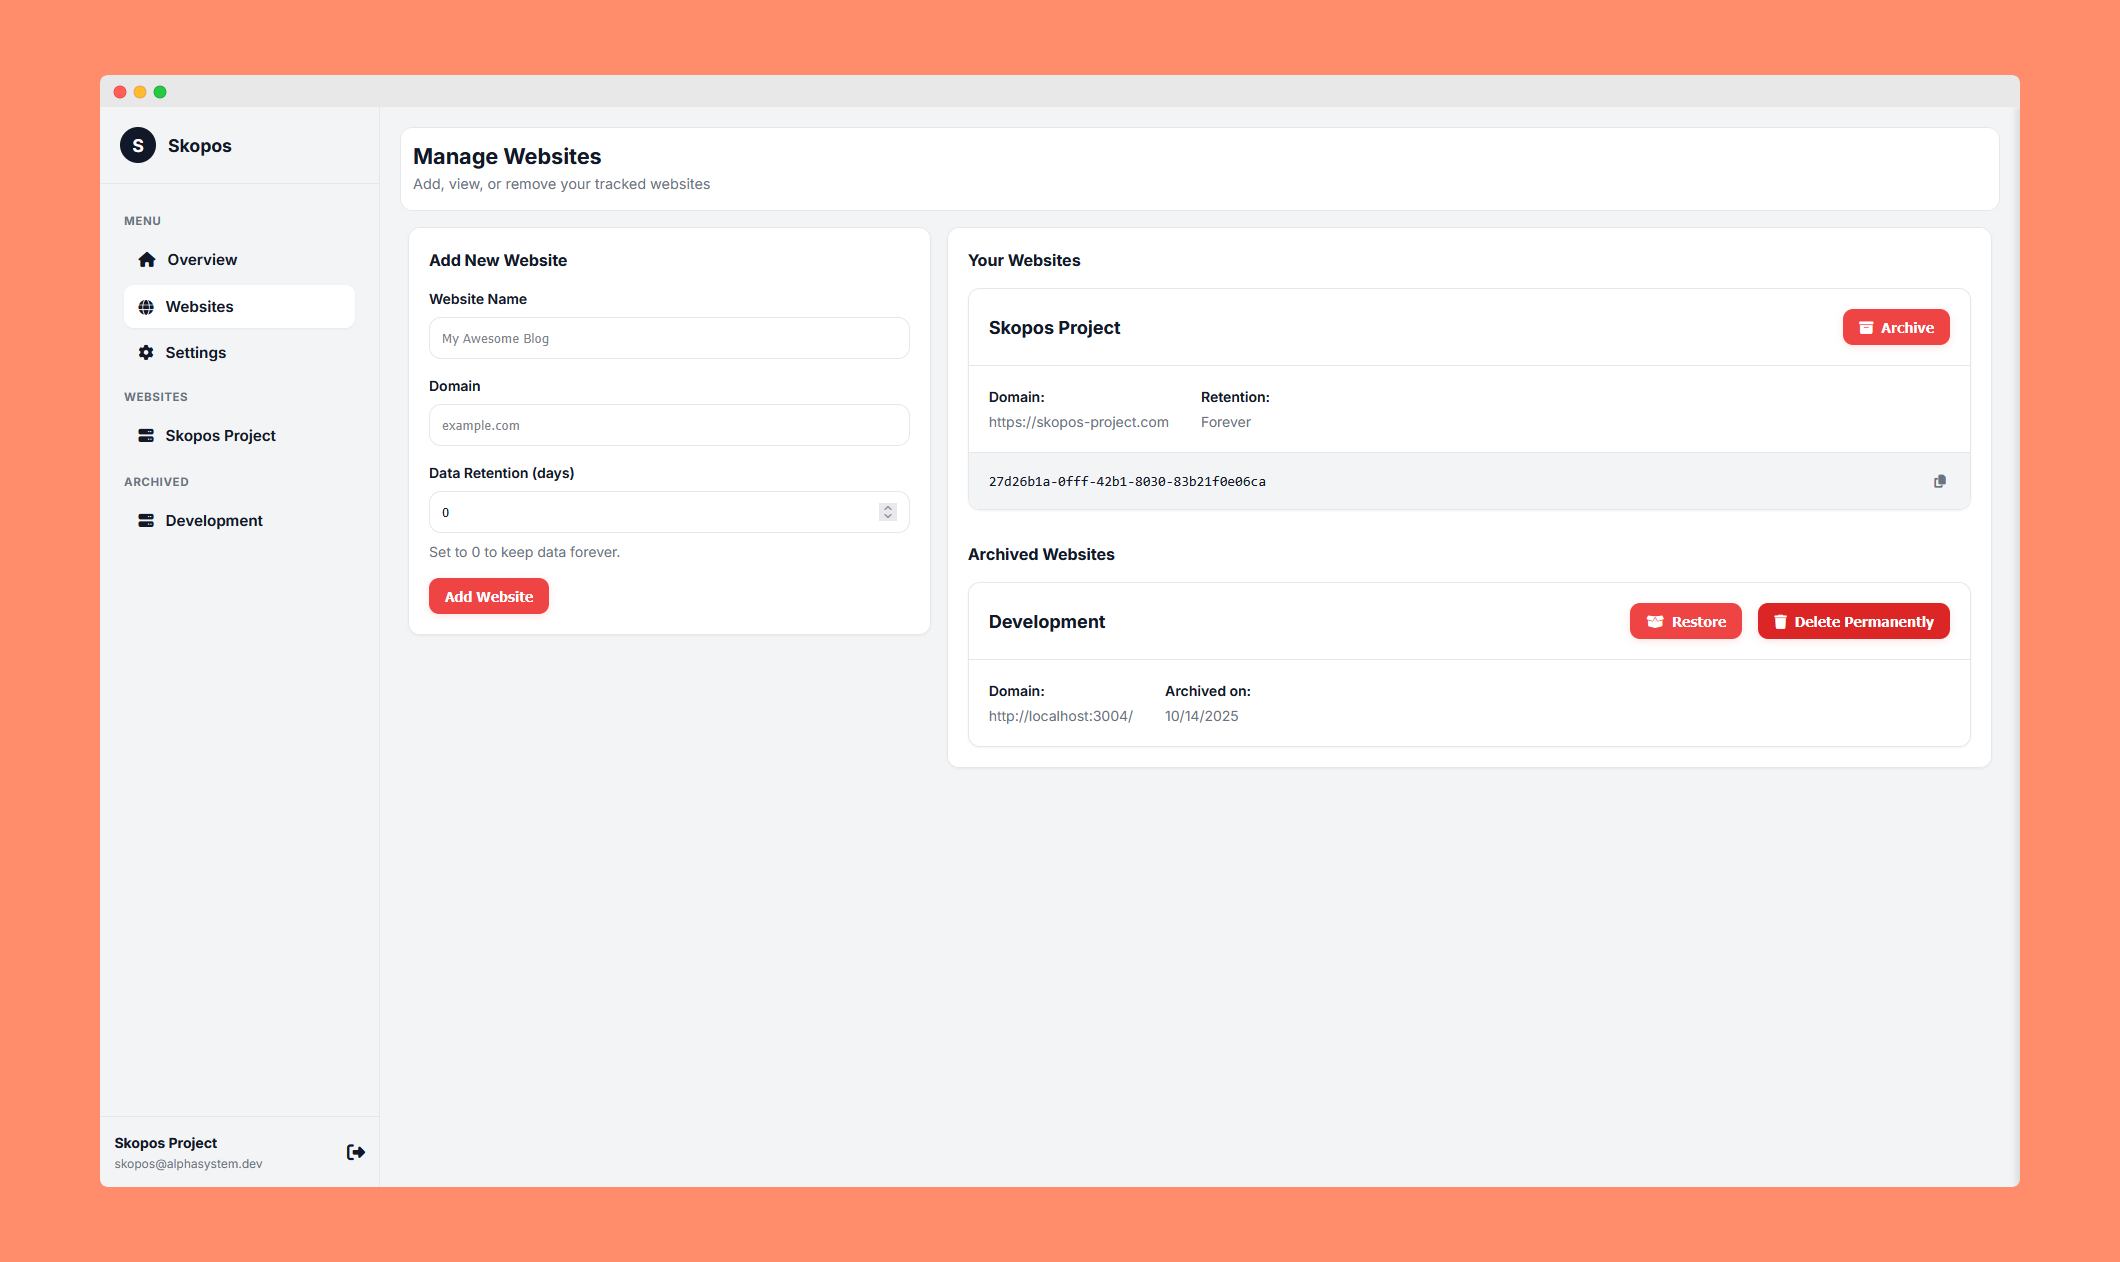 S Skopos
MENU
Overview
Websites
Settings
WEBSITES
Skopos Project
ARCHIVED
Development
Skopos Project
skopos@alphasystem.dev
Manage Websites
Add, view, or remove your tracked websites
Add New Website
Website Name
My Awesome Blog
Domain
example.com
Data Retention (days)
0
Set to 0 to keep data forever.
Add Website
Your Websites
Skopos Project Archive
Domain: Retention:
https://skopos-project.com Forever
27d26b1a-0fff-42b1-8030-83b21f0e06ca
Archived Websites
Development Restore Delete Permanently
Domain: Archived on:
http://localhost:3004/ 10/14/2025